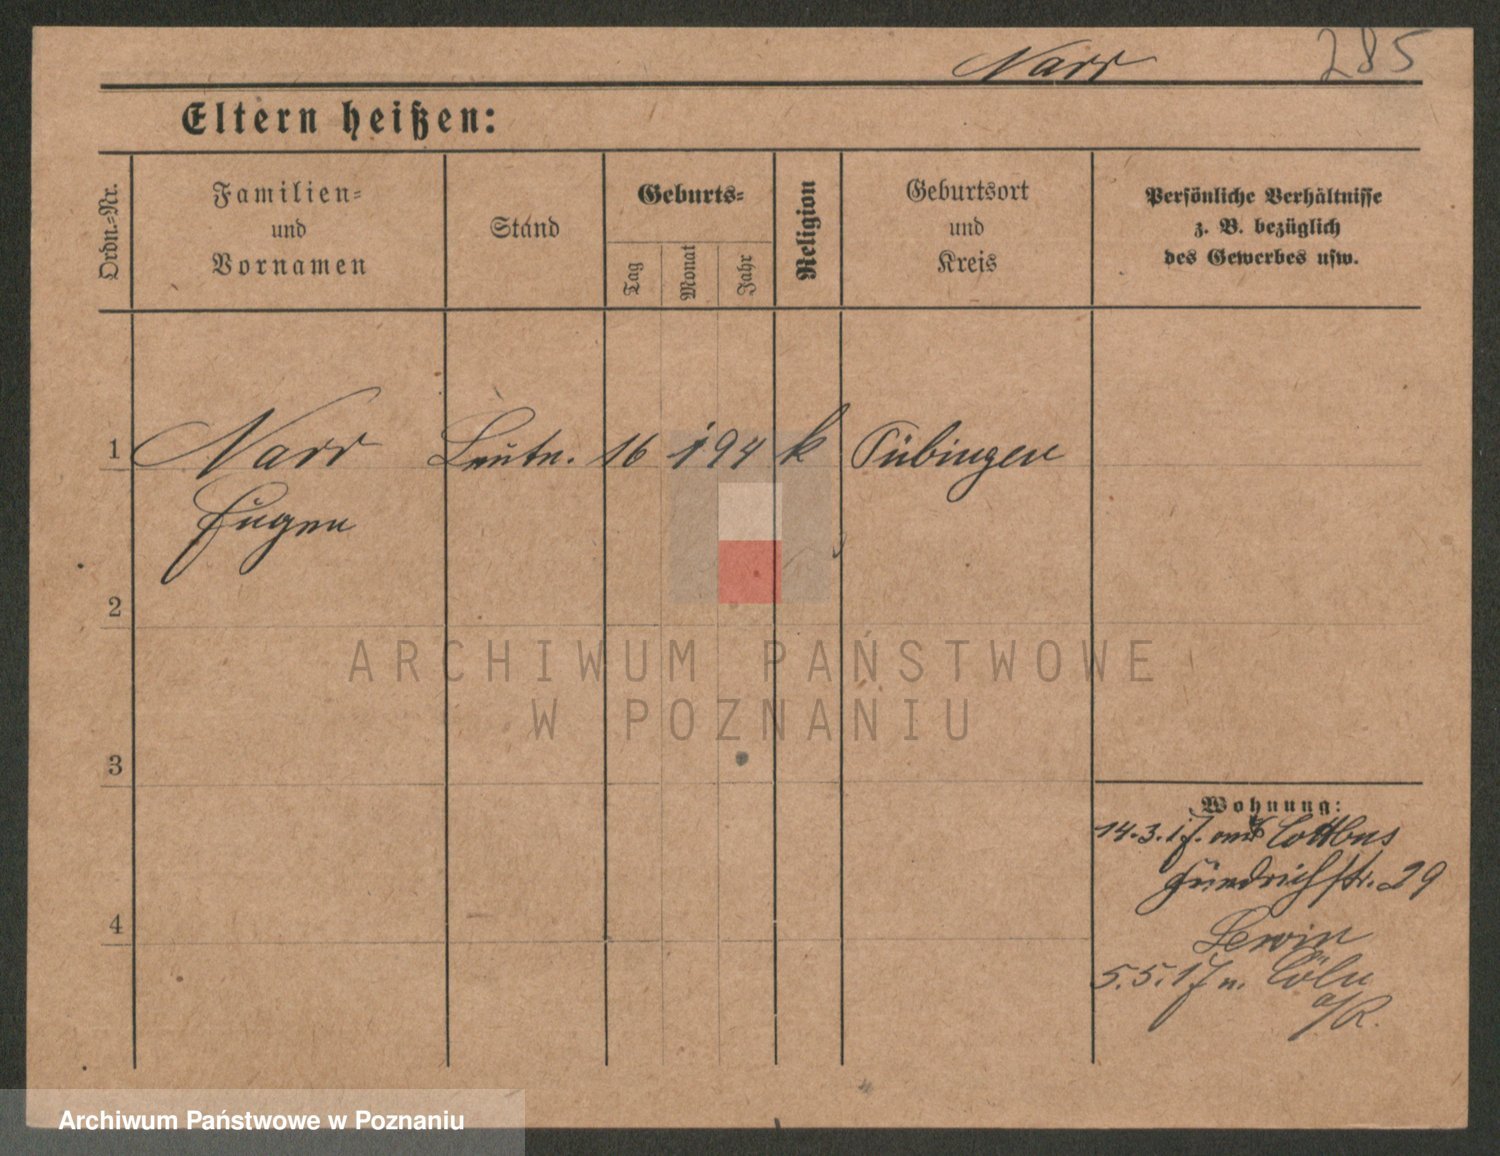 Narr 285
Eltern heißen:
Ordn.-Nr.
Familien-
und
Vornamen
Stand
Geburts-
Tag
Monat
Jahr
Religion
Geburtsort
und
Kreis
Persönliche Verhältnisse
z. B. bezüglich
des Gewerbes usw.
1 Narr Leutn. 16 1 94 k Tübingen
Eugen
2
ARCHIWUM PAŃSTWOWE
W POZNANIU
3
Wohnung:
14.3.17. Cottbus
29
4
Lewin
5.5.17 n. Cöln
a/R.
Archiwum Państwowe w Poznaniu